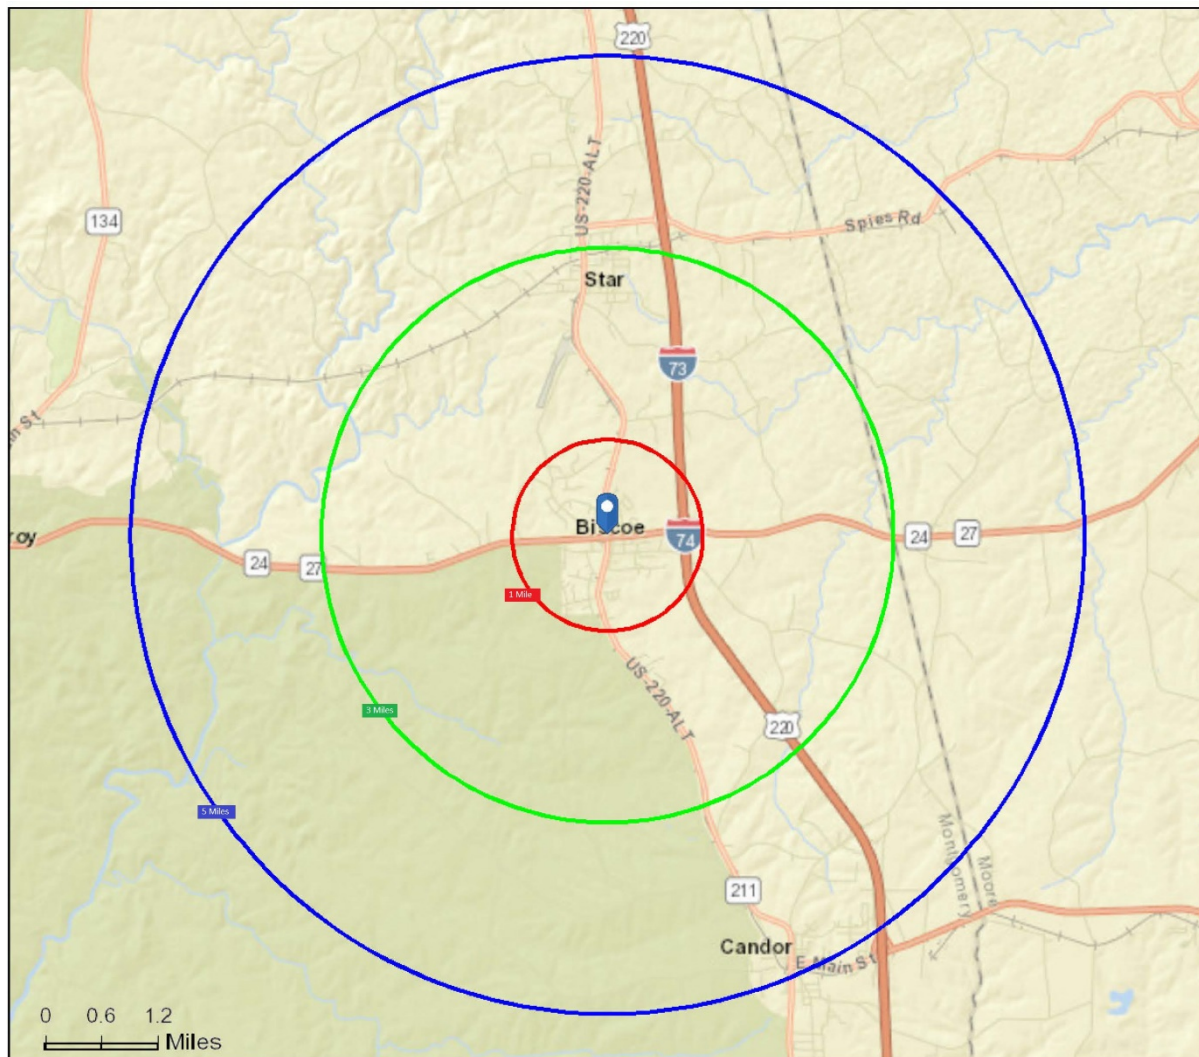 220
US-220-ALT
134
Spies Rd
Star
73
in St
Biscoe
roy
74
24
27
24
27
1 Mile
US-220-ALT
3 Miles
220
5 Miles
Montgomery
Moore
211
Candor
E Main St
0 0.6 1.2
Miles